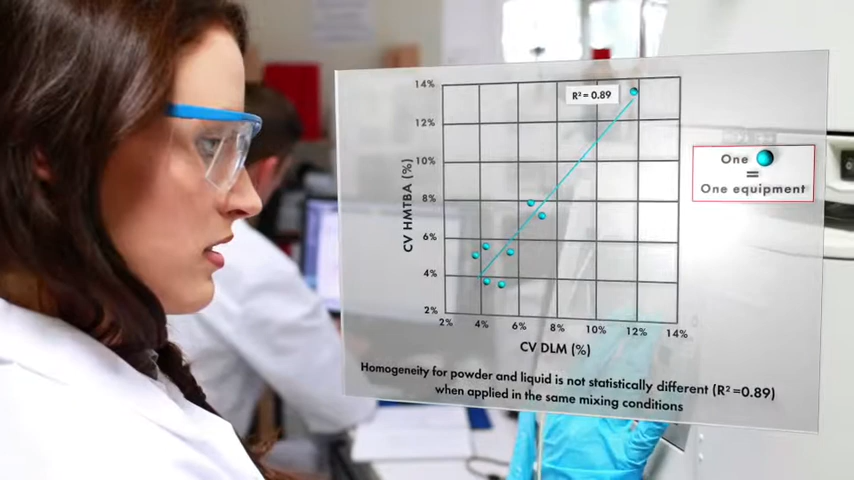 14%
R² = 0.89
12%
One
=
One equipment
10%
CV HMTBA (%)
8%
6%
4%
2%
2% 4% 6% 8% 10% 12% 14%
CV DLM (%)
Homogeneity for powder and liquid is not statistically different (R²=0.89)
when applied in the same mixing conditions